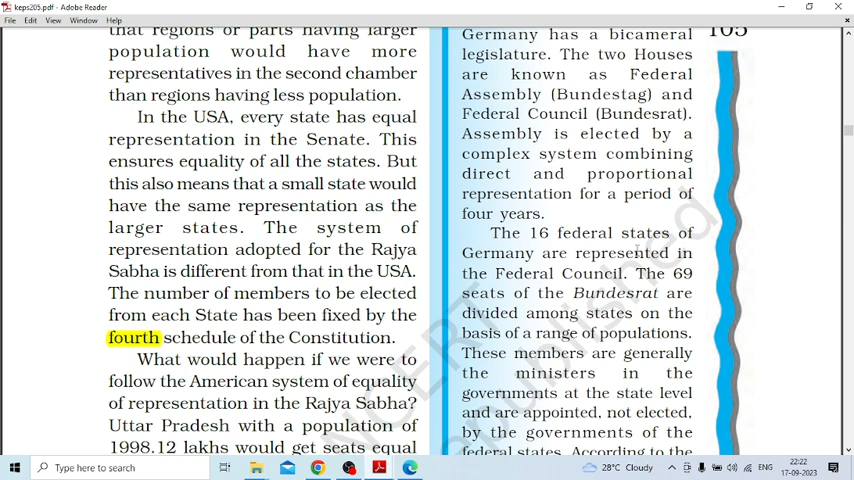 keps205.pdf - Adobe Reader
File Edit View Window Help
that regions or parts having larger
population would have more
representatives in the second chamber
than regions having less population.
In the USA, every state has equal
representation in the Senate. This
ensures equality of all the states. But
this also means that a small state would
have the same representation as the
larger states. The system of
representation adopted for the Rajya
Sabha is different from that in the USA.
The number of members to be elected
from each State has been fixed by the
fourth schedule of the Constitution.
What would happen if we were to
follow the American system of equality
of representation in the Rajya Sabha?
Uttar Pradesh with a population of
1998.12 lakhs would get seats equal
Germany has a bicameral
legislature. The two Houses
are known as Federal
Assembly (Bundestag) and
Federal Council (Bundesrat).
Assembly is elected by a
complex system combining
direct and proportional
representation for a period of
four years.
The 16 federal states of
Germany are represented in
the Federal Council. The 69
seats of the Bundesrat are
divided among states on the
basis of a range of populations.
These members are generally
the ministers in the
governments at the state level
and are appointed, not elected,
by the governments of the
federal states. According to the
105
NCERT
republished
Type here to search
28°C Cloudy
ENG
22:22
17-09-2023